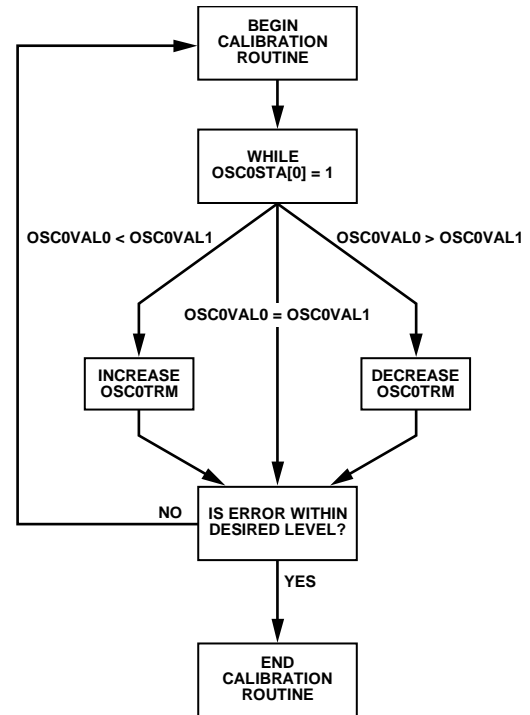 BEGIN
CALIBRATION
ROUTINE
WHILE
OSC0STA[0] = 1
OSC0VAL0 < OSC0VAL1
OSC0VAL0 > OSC0VAL1
OSC0VAL0 = OSC0VAL1
INCREASE
OSC0TRM
DECREASE
OSC0TRM
NO
IS ERROR WITHIN
DESIRED LEVEL?
YES
END
CALIBRATION
ROUTINE